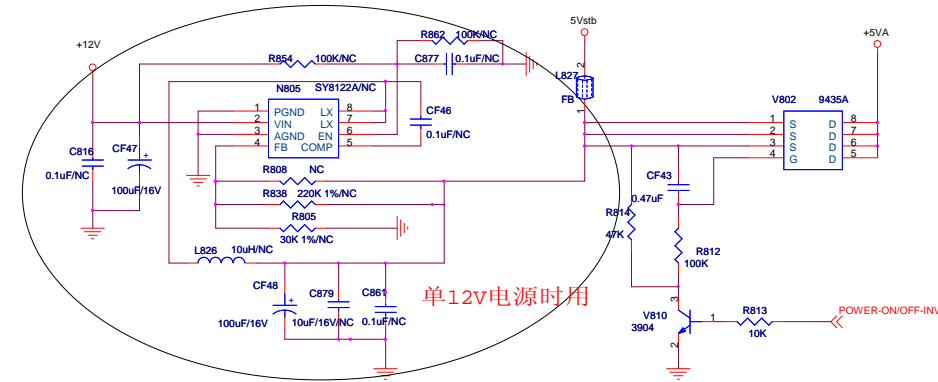 +12V
R854
100K/NC
R862
100K/NC
C877
0.1uF/NC
5Vstb
2
L827
FB
1
+5VA
N805
SY8122A/NC
1
PGND
LX
8
2
VIN
LX
7
3
AGND
EN
6
4
FB
COMP
5
CF46
0.1uF/NC
V802
9435A
1
S
D
8
2
S
D
7
3
S
D
6
4
G
D
5
C816
0.1uF/NC
CF47
+
100uF/16V
R808
NC
R838
220K 1%/NC
R805
30K 1%/NC
CF43
0.47uF
R814
47K
R812
100K
L826
10uH/NC
CF48
+
100uF/16V
C879
10uF/16V/NC
C861
0.1uF/NC
单12V电源时用
V810
3904
3
1
2
R813
10K
POWER-ON/OFF-INV